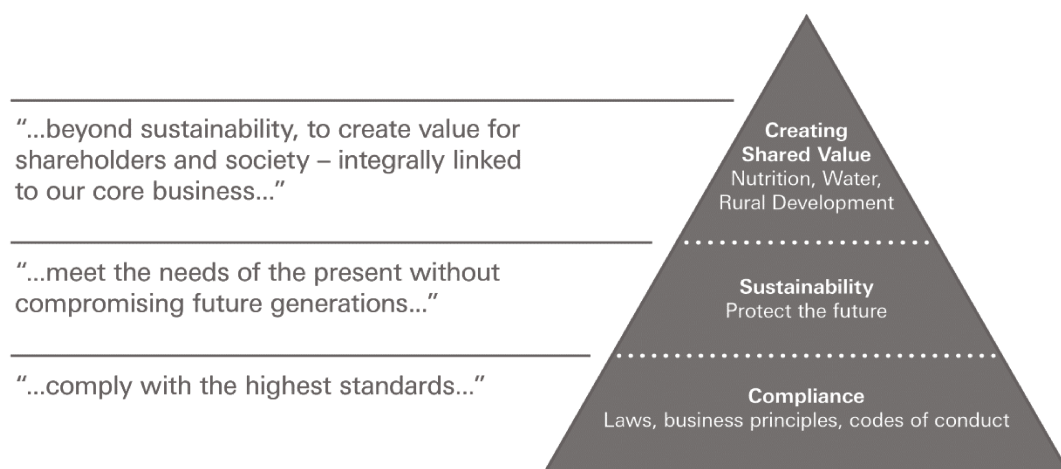 “...beyond sustainability, to create value for
shareholders and society – integrally linked
to our core business...”
Creating
Shared Value
Nutrition, Water,
Rural Development
“...meet the needs of the present without
compromising future generations...”
Sustainability
Protect the future
“...comply with the highest standards...”
Compliance
Laws, business principles, codes of conduct